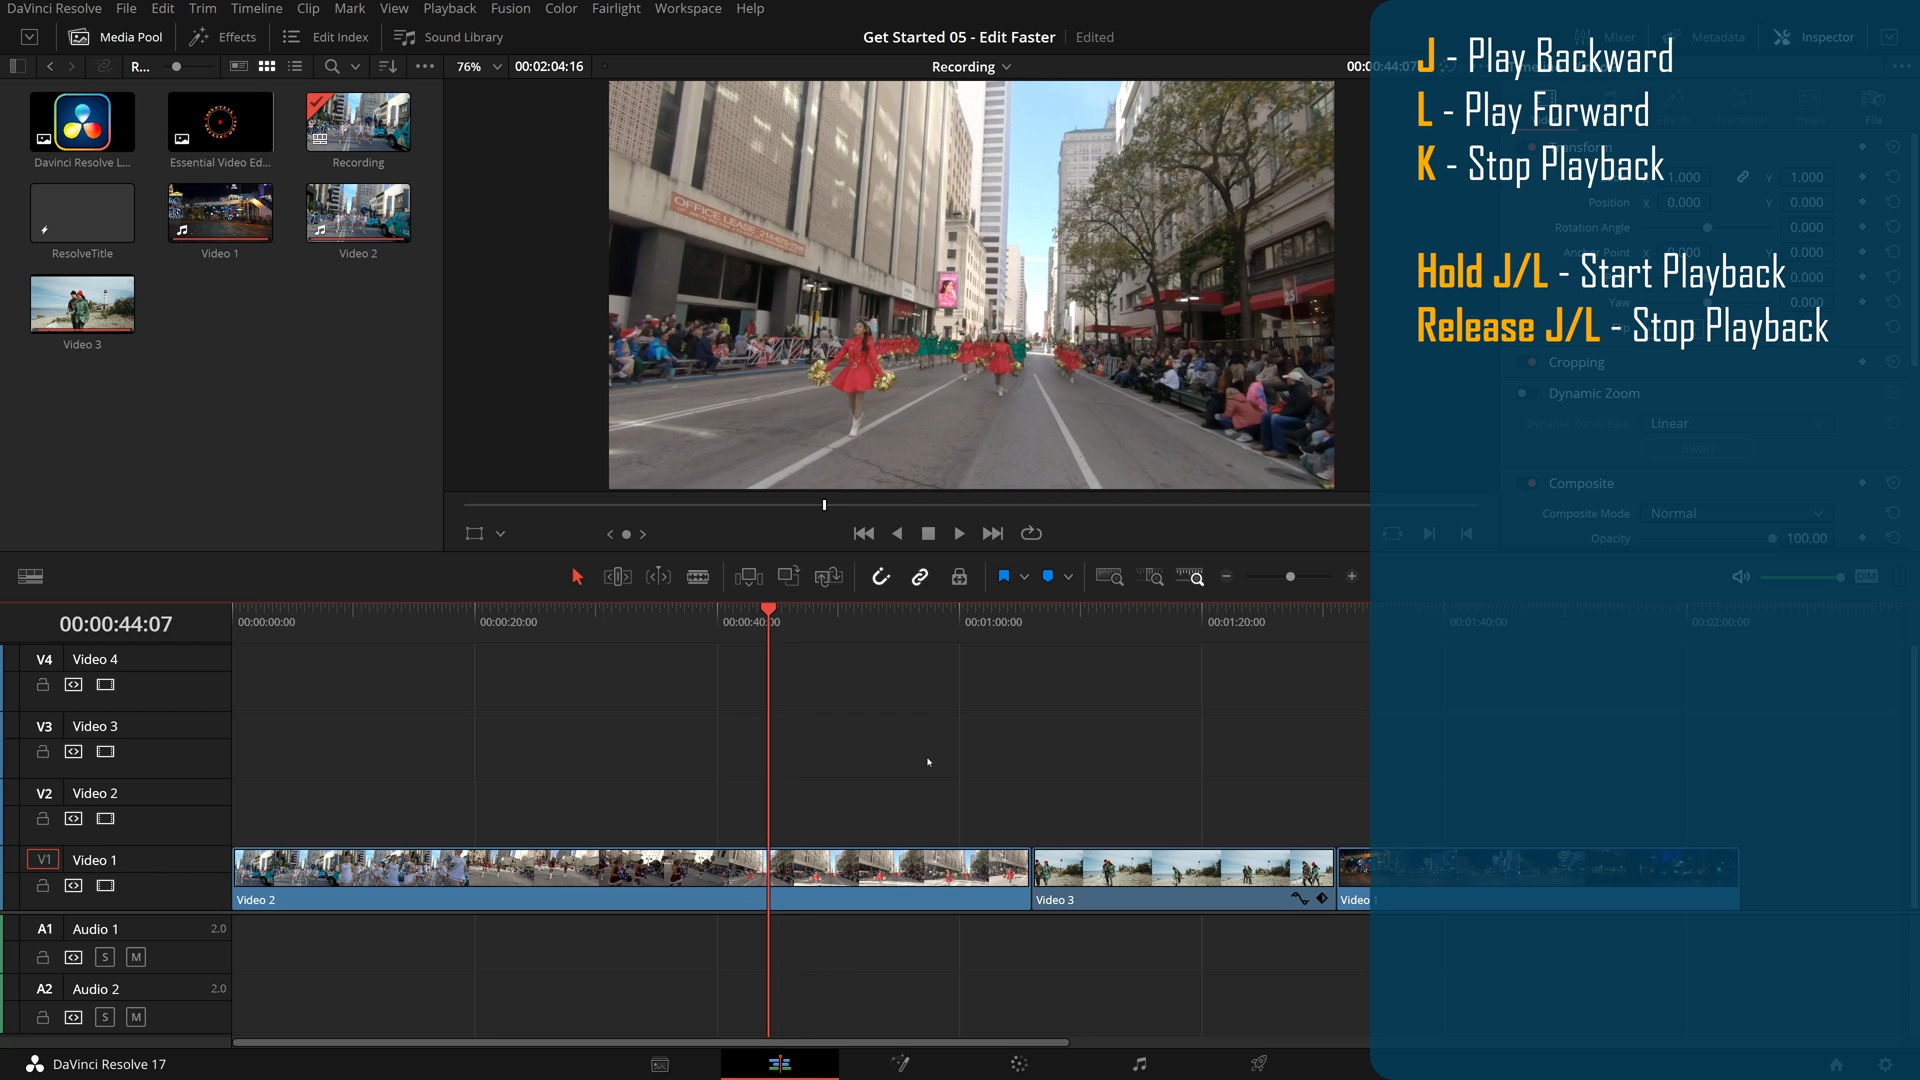 DaVinci Resolve File Edit Trim Timeline Clip Mark View Playback Fusion Color Fairlight Workspace Help
Media Pool Effects Edit Index Sound Library Get Started 05 - Edit Faster Edited Mixer Metadata Inspector
R... 76% 00:02:04:16 Recording 00:00:44:07
J - Play Backward
L - Play Forward
K - Stop Playback
Hold J/L - Start Playback
Release J/L - Stop Playback
Davinci Resolve L... Essential Video Ed... Recording
ResolveTitle Video 1 Video 2
Video 3
OFFICE LEASE 214-
File
Transform
X 1.000 Y 1.000
Position X 0.000 Y 0.000
Rotation Angle 0.000
Anchor Point X 0.000 0.000
0.000
Yaw 0.000
Cropping
Dynamic Zoom
Dynamic Zoom Ease Linear
Swap
Composite
Composite Mode Normal
Opacity 100.00
DIM
00:00:44:07 00:00:00:00 00:00:20:00 00:00:40:00 00:01:00:00 00:01:20:00 00:01:40:00 00:02:00:00
V4 Video 4
V3 Video 3
V2 Video 2
V1 Video 1
Video 2 Video 3 Video 1
A1 Audio 1 2.0
S M
A2 Audio 2 2.0
S M
DaVinci Resolve 17